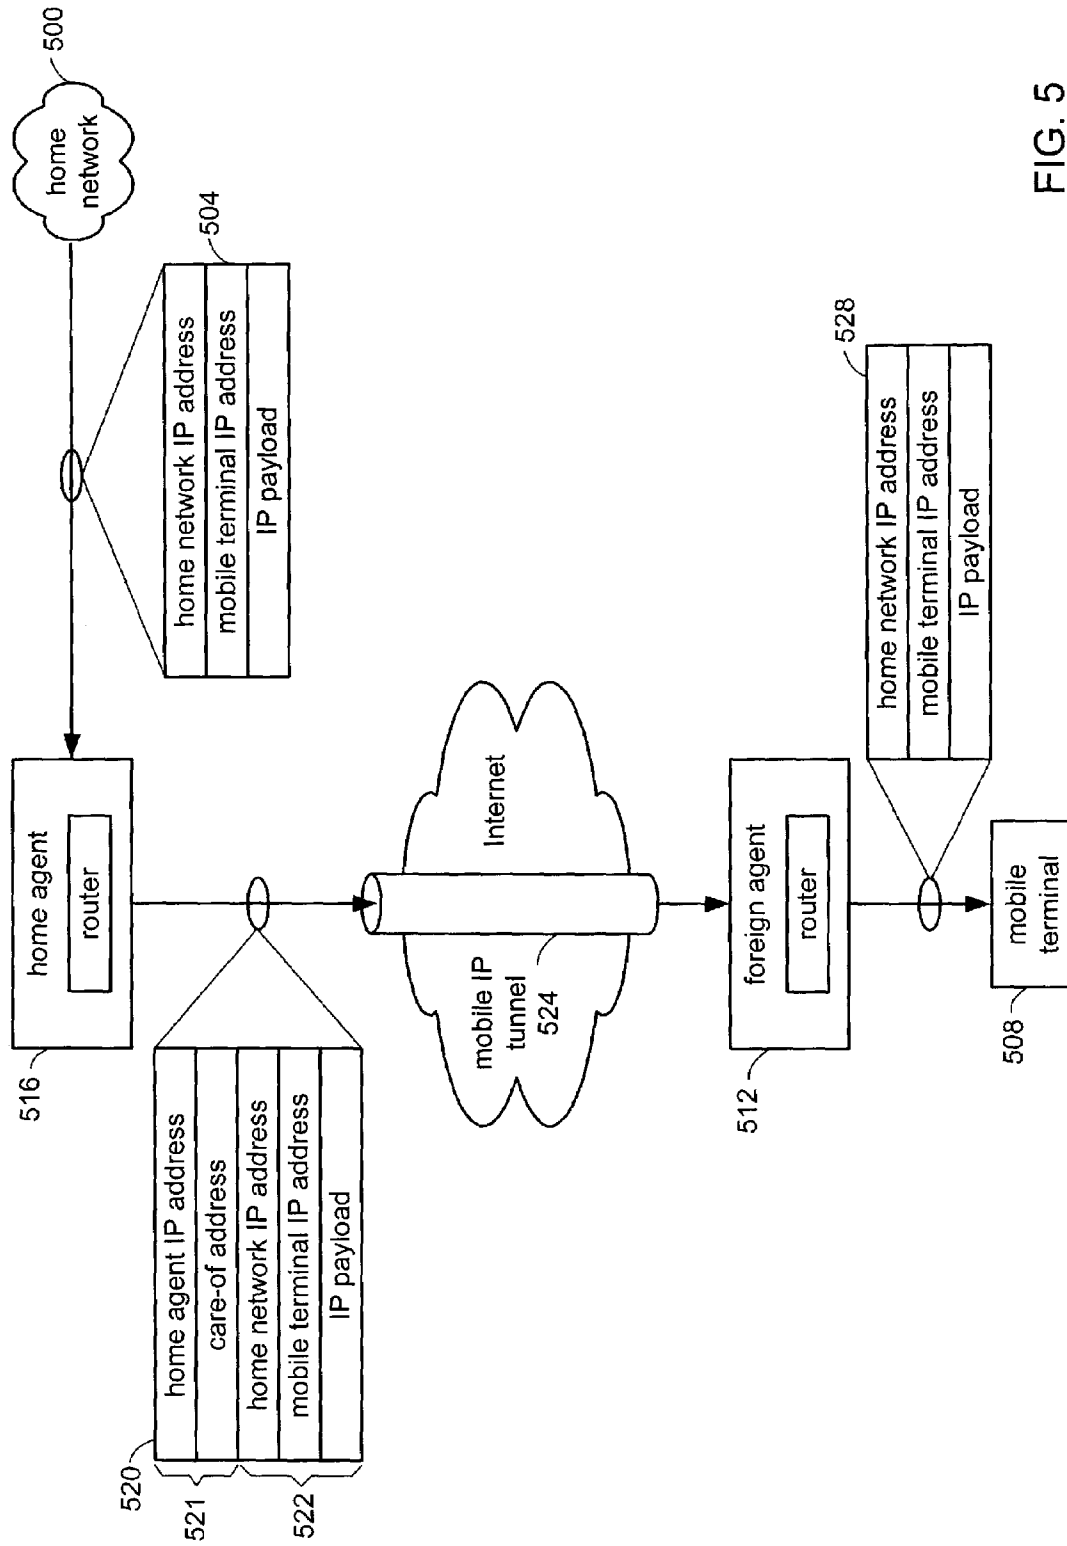 500
home
network
504
home network IP address
mobile terminal IP address
IP payload
home agent
router
516
520
521
522
home agent IP address
care-of address
home network IP address
mobile terminal IP address
IP payload
Internet
mobile IP
tunnel
524
foreign agent
router
512
528
home network IP address
mobile terminal IP address
IP payload
mobile
terminal
508
FIG. 5